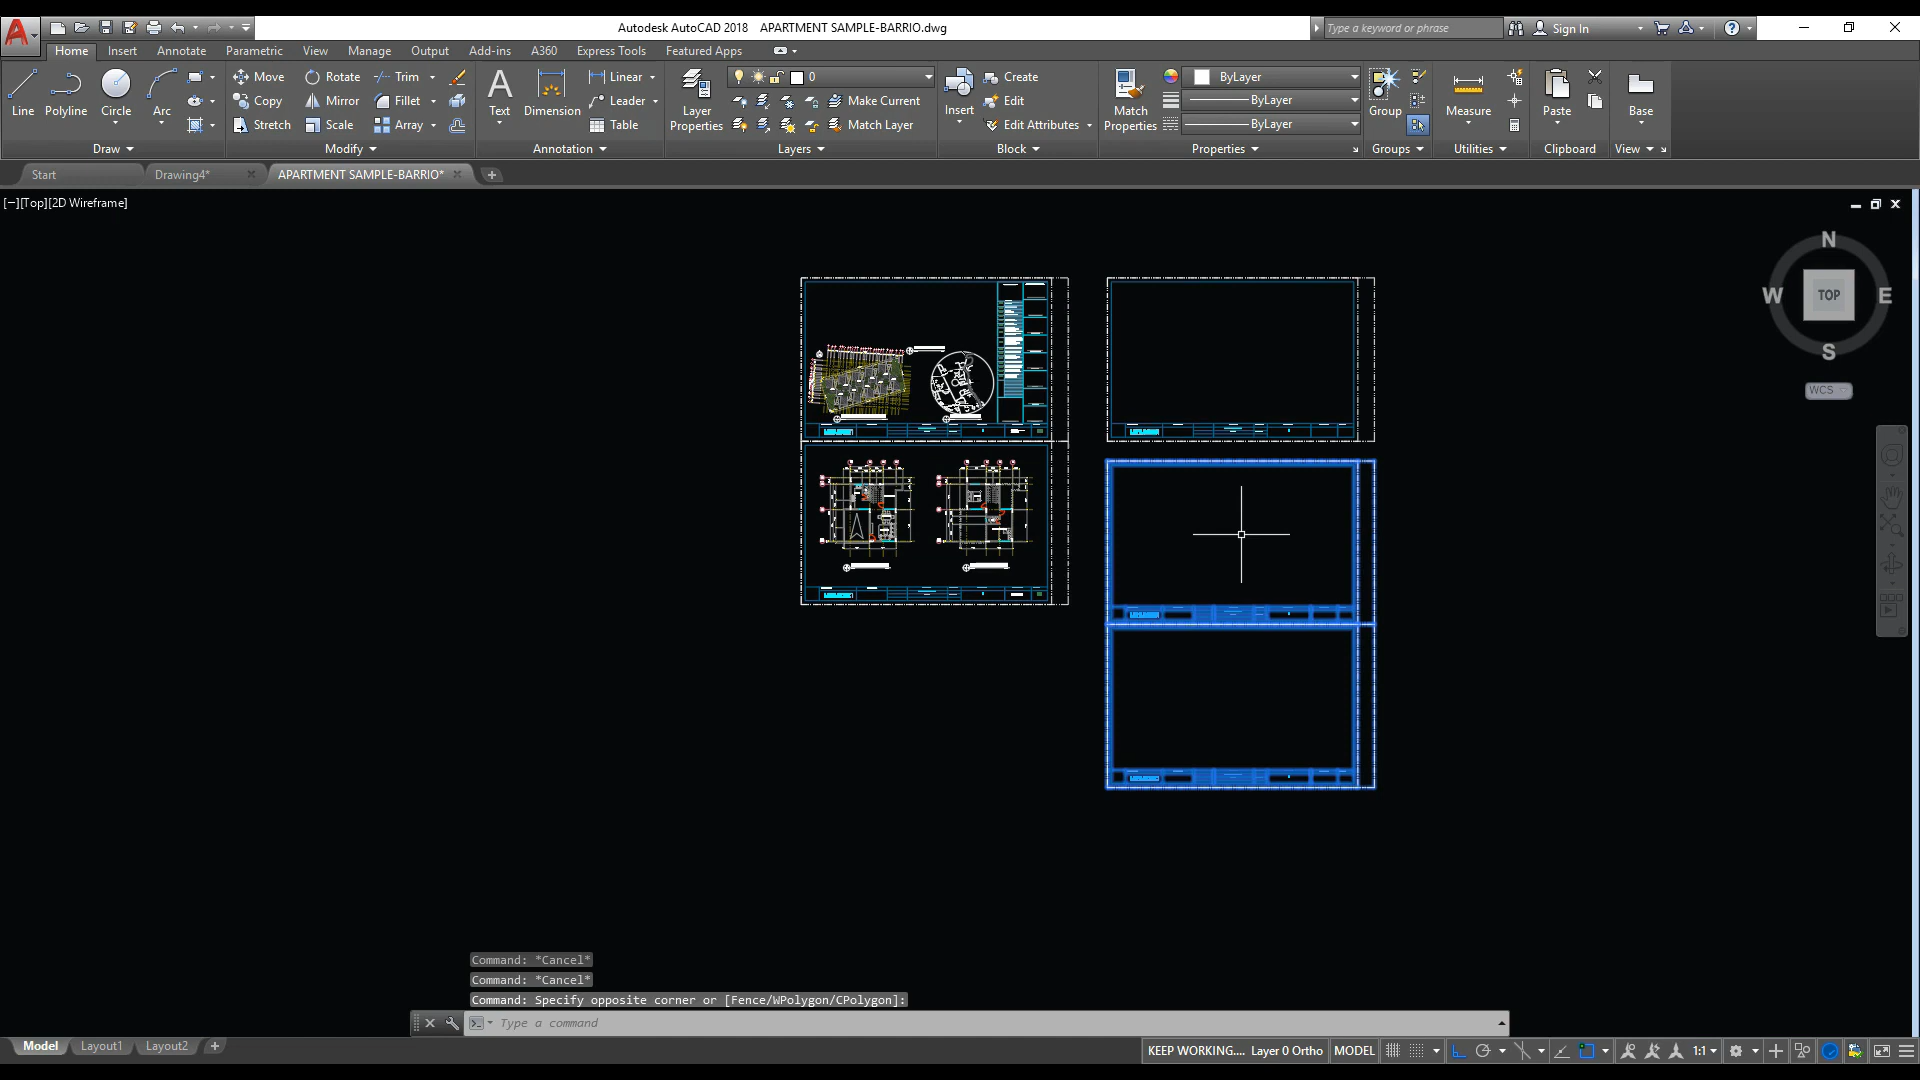 Autodesk AutoCAD 2018 APARTMENT SAMPLE-BARRIO.dwg
Type a keyword or phrase
Sign In
Home Insert Annotate Parametric View Manage Output Add-ins A360 Express Tools Featured Apps
Line Polyline Circle Arc
Move Rotate Trim
Copy Mirror Fillet
Stretch Scale Array
Text Dimension
Linear
Leader
Table
Layer Properties
0
Make Current
Match Layer
Insert
Create
Edit
Edit Attributes
Match Properties
ByLayer
ByLayer
ByLayer
Group
Measure
Paste
Base
Draw Modify Annotation Layers Block Properties Groups Utilities Clipboard View
Start Drawing4* APARTMENT SAMPLE-BARRIO*
[−][Top][2D Wireframe]
N
W TOP E
S
WCS
Command: *Cancel*
Command: *Cancel*
Command: Specify opposite corner or [Fence/WPolygon/CPolygon]:
Type a command
Model Layout1 Layout2 +
KEEP WORKING.... Layer 0 Ortho MODEL 1:1